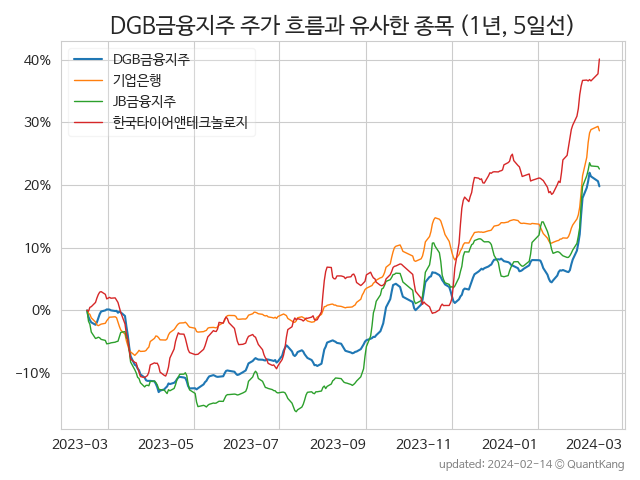 DGB금융지주 주가 흐름과 유사한 종목 (1년, 5일선)
DGB금융지주
기업은행
JB금융지주
한국타이어앤테크놀로지
40%
30%
20%
10%
0%
−10%
2023-03 2023-05 2023-07 2023-09 2023-11 2024-01 2024-03
updated: 2024-02-14 © QuantKang